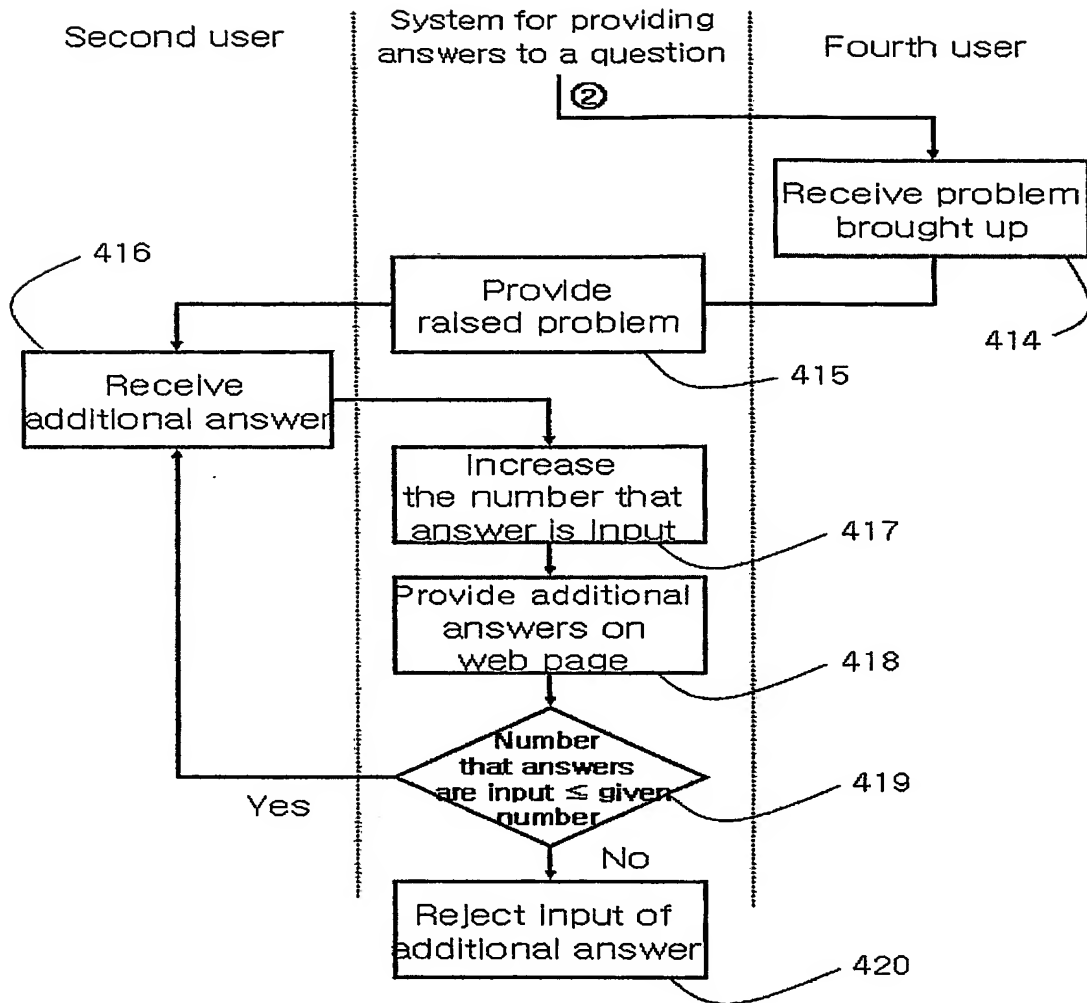 Second user
System for providing
answers to a question
Fourth user
②
Receive problem
brought up
414
Provide
raised problem
415
416
Receive
additional answer
Increase
the number that
answer is input
417
Provide additional
answers on
web page
418
Number
that answers
are input ≤ given
number
419
Yes
No
Reject input of
additional answer
420